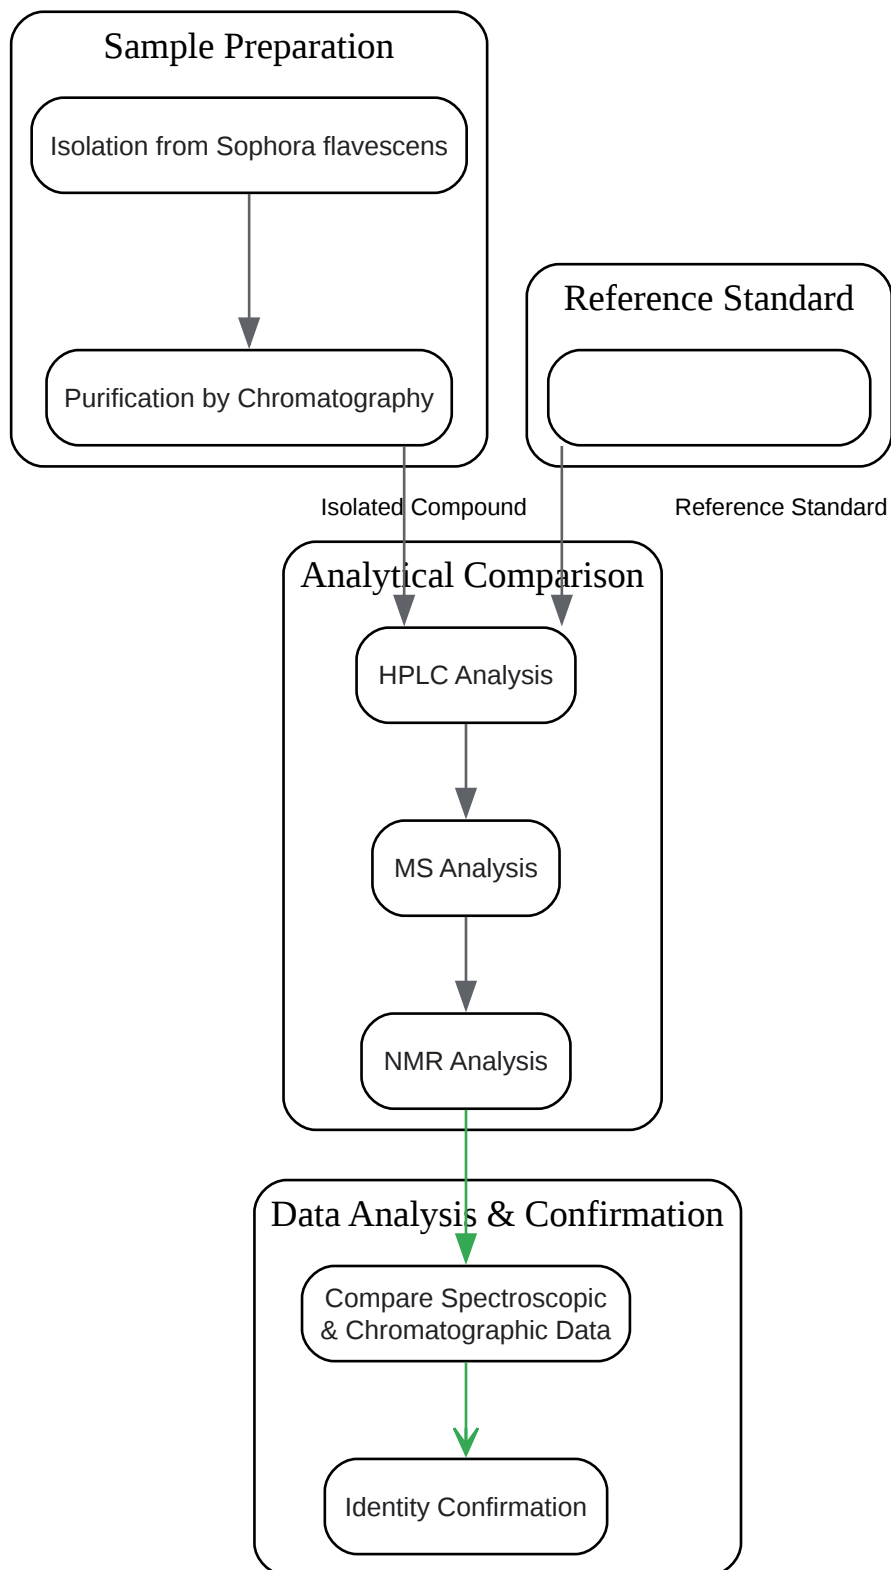 Sample Preparation
Isolation from Sophora flavescens
Purification by Chromatography
Reference Standard
Isolated Compound
Reference Standard
Analytical Comparison
HPLC Analysis
MS Analysis
NMR Analysis
Data Analysis & Confirmation
Compare Spectroscopic
& Chromatographic Data
Identity Confirmation